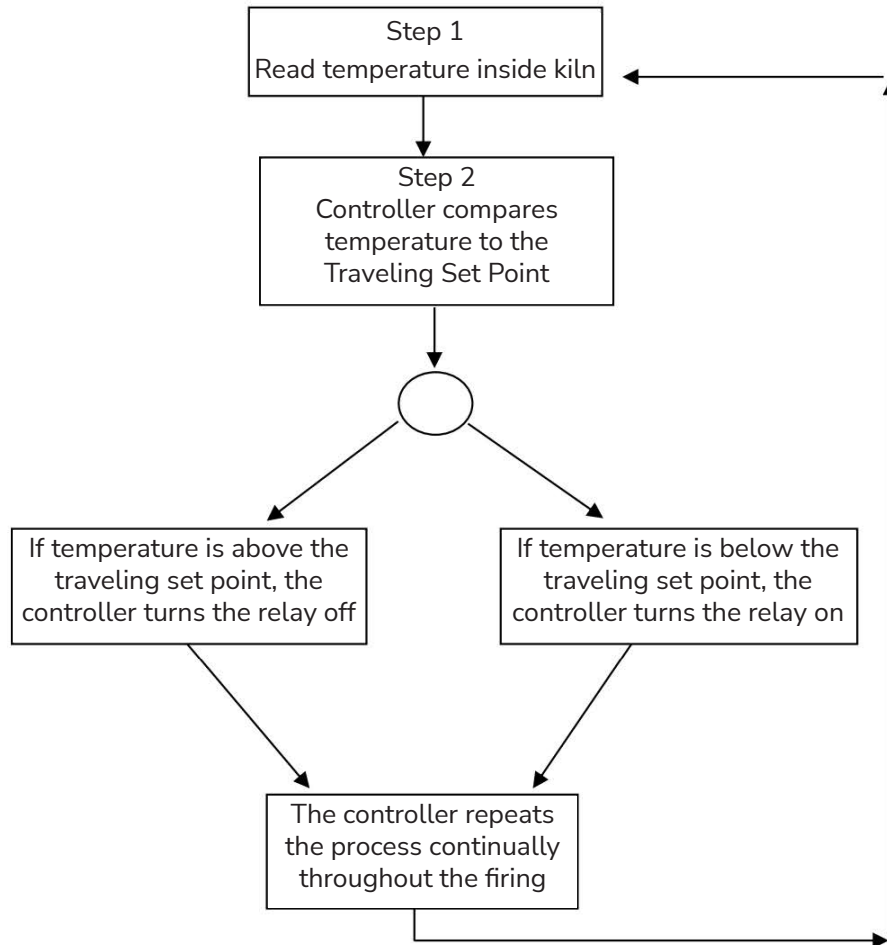 Step 1
Read temperature inside kiln
Step 2
Controller compares
temperature to the
Traveling Set Point
If temperature is above the
traveling set point, the
controller turns the relay off
If temperature is below the
traveling set point, the
controller turns the relay on
The controller repeats
the process continually
throughout the firing